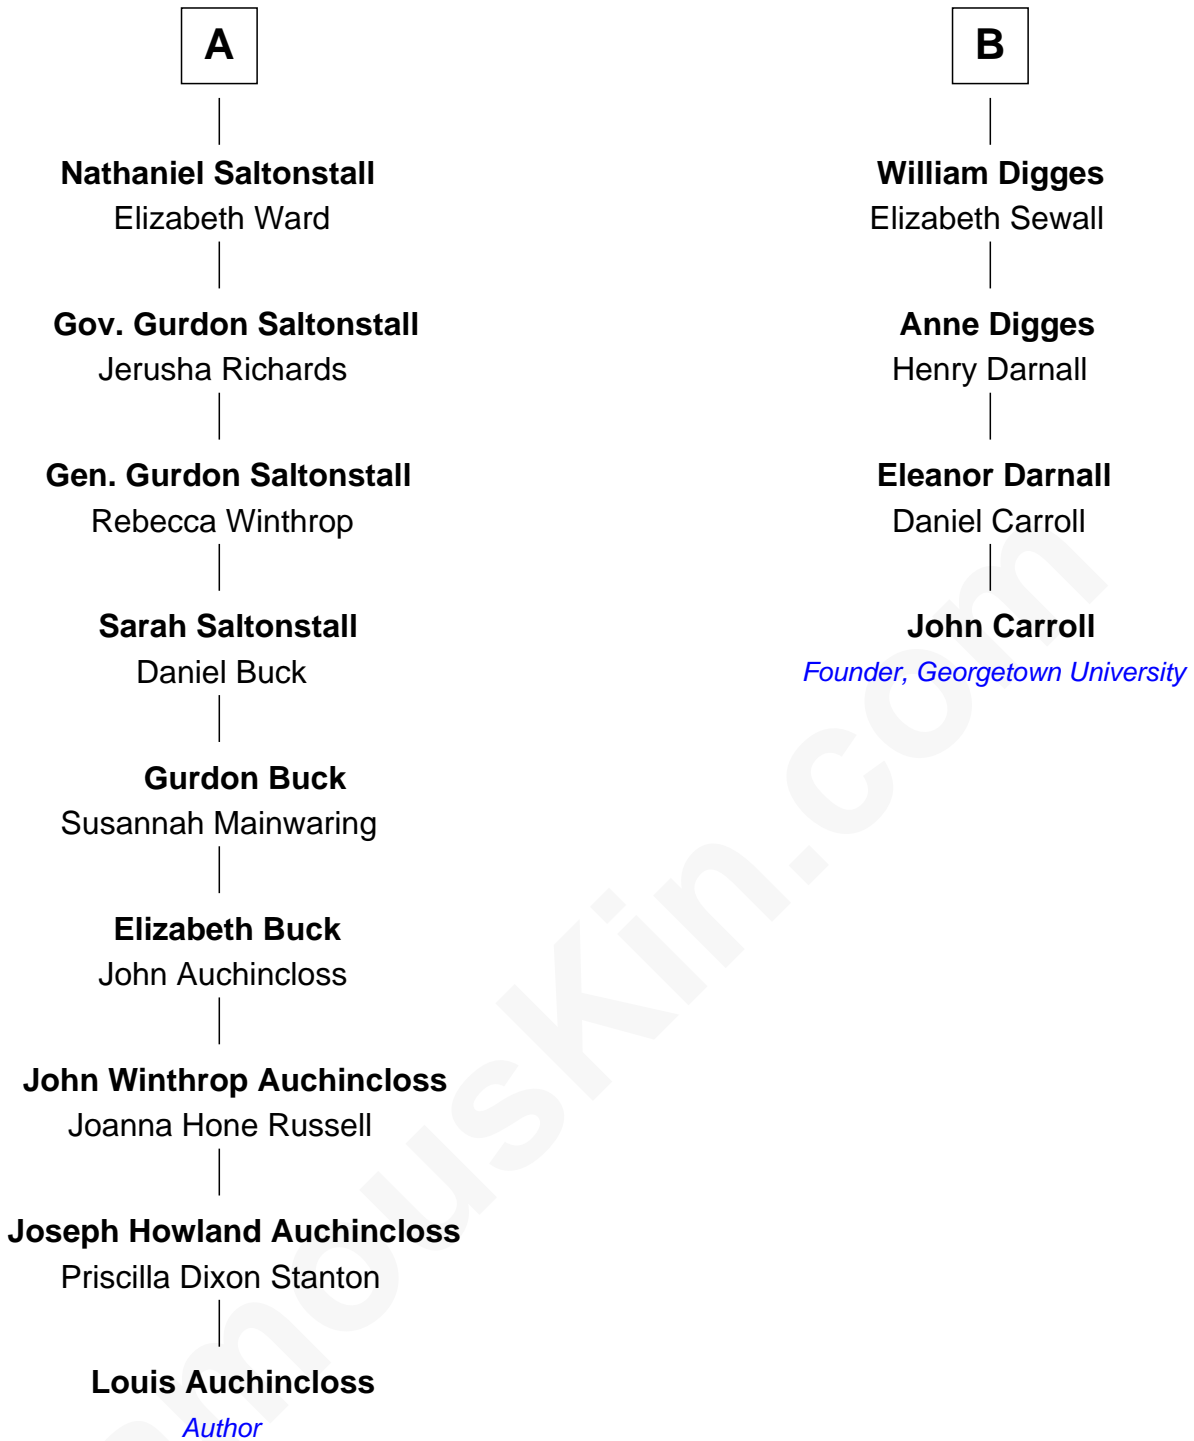 A
Nathaniel Saltonstall
Elizabeth Ward
Gov. Gurdon Saltonstall
Jerusha Richards
Gen. Gurdon Saltonstall
Rebecca Winthrop
Sarah Saltonstall
Daniel Buck
Gurdon Buck
Susannah Mainwaring
Elizabeth Buck
John Auchincloss
John Winthrop Auchincloss
Joanna Hone Russell
Joseph Howland Auchincloss
Priscilla Dixon Stanton
Louis Auchincloss
Author
B
William Digges
Elizabeth Sewall
Anne Digges
Henry Darnall
Eleanor Darnall
Daniel Carroll
John Carroll
Founder, Georgetown University